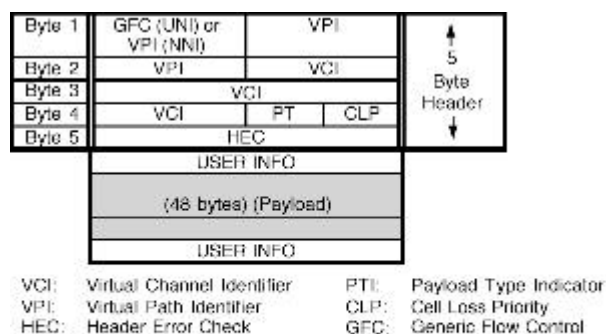 Byte 1 GFC (UNI) or VPI (NNI) VPI
Byte 2 VPI VCI
Byte 3 VCI
Byte 4 VCI PT CLP
Byte 5 HEC
5
Byte
Header
USER INFO
(48 bytes) (Payload)
USER INFO
VCI: Virtual Channel Identifier PTI: Payload Type Indicator
VPI: Virtual Path Identifier CLP: Cell Loss Priority
HEC: Header Error Check GFC: Generic Flow Control